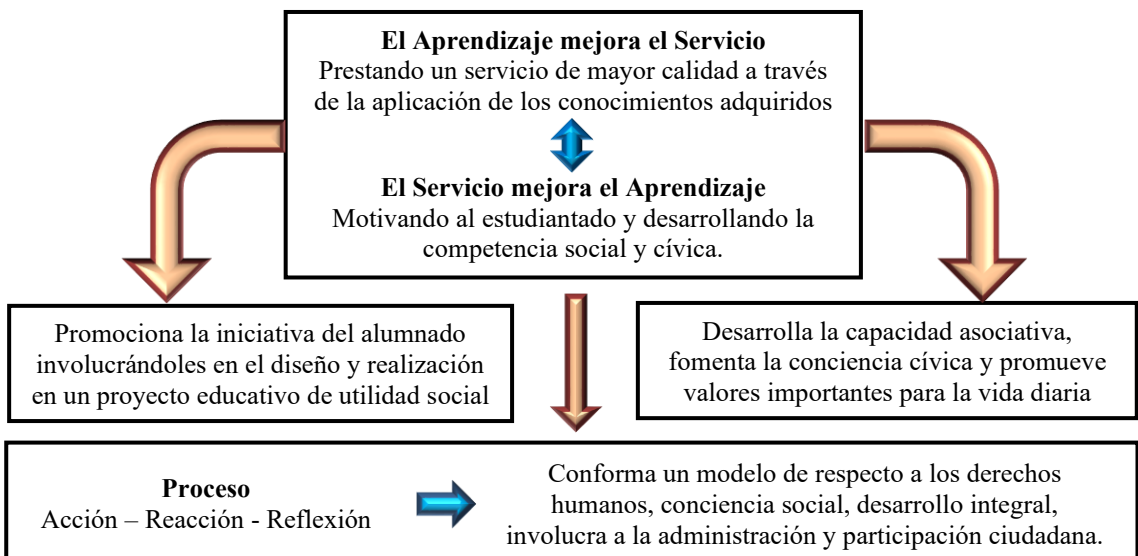 El Aprendizaje mejora el Servicio
Prestando un servicio de mayor calidad a través
de la aplicación de los conocimientos adquiridos
El Servicio mejora el Aprendizaje
Motivando al estudiantado y desarrollando la
competencia social y cívica.
Promociona la iniciativa del alumnado
involucrándoles en el diseño y realización
en un proyecto educativo de utilidad social
Desarrolla la capacidad asociativa,
fomenta la conciencia cívica y promueve
valores importantes para la vida diaria
Proceso
Acción – Reacción - Reflexión
Conforma un modelo de respecto a los derechos
humanos, conciencia social, desarrollo integral,
involucra a la administración y participación ciudadana.